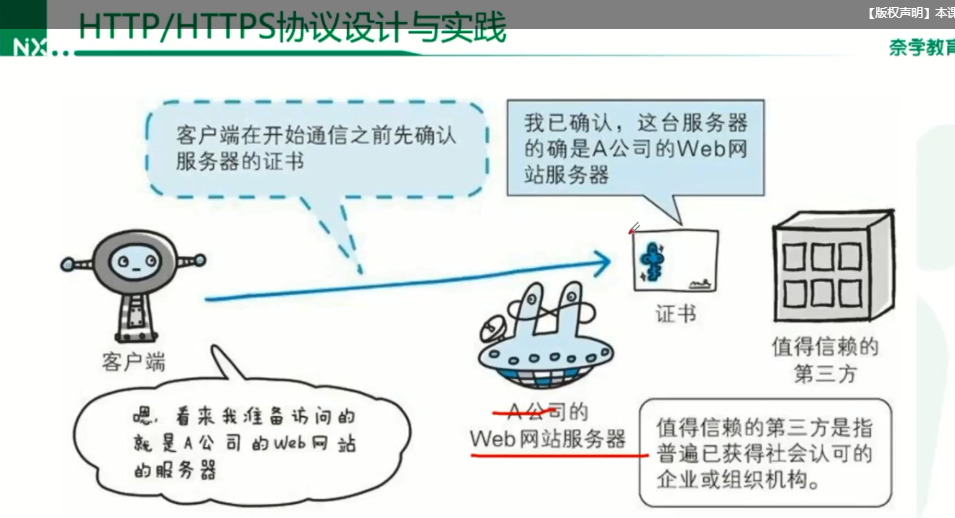 【版权声明】本课
HTTP/HTTPS协议设计与实践
NX
奈学教育
客户端在开始通信之前先确认
服务器的证书
我已确认，这台服务器
的确是A公司的Web网
站服务器
证书
客户端
值得信赖的
第三方
嗯，看来我准备访问的
就是A公司的Web网站
的服务器
A公司的
Web网站服务器
值得信赖的第三方是指
普遍已获得社会认可的
企业或组织机构。